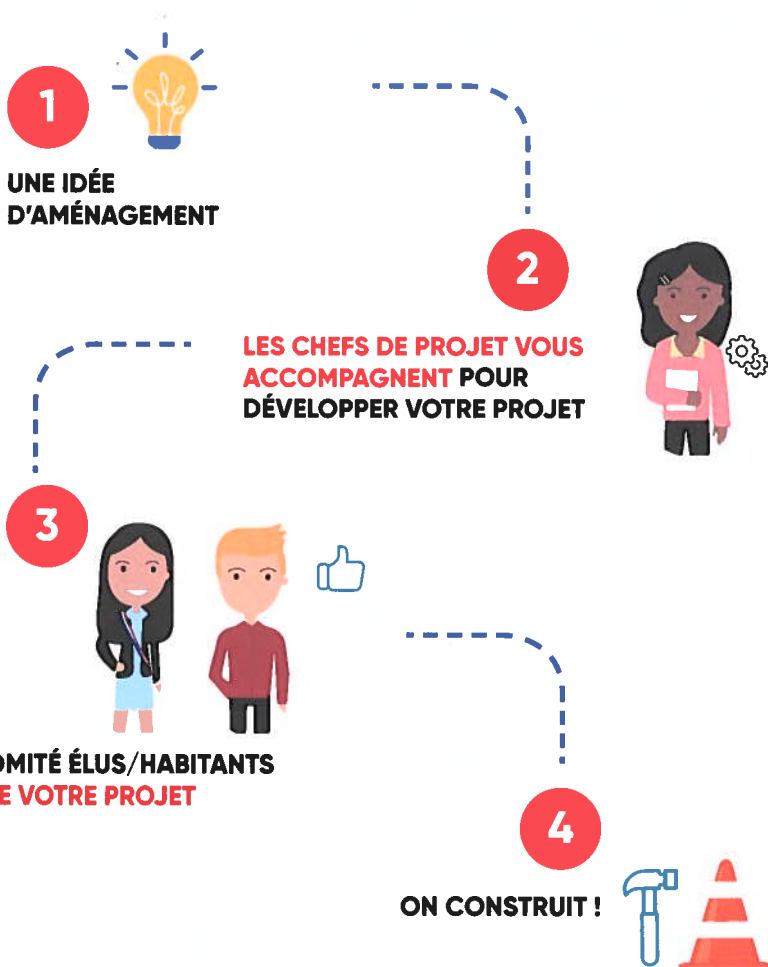 1
UNE IDÉE
D'AMÉNAGEMENT
2
LES CHEFS DE PROJET VOUS
ACCOMPAGNENT POUR
DÉVELOPPER VOTRE PROJET
3
OMITÉ ÉLUS/HABITANTS
E VOTRE PROJET
4
ON CONSTRUIT !